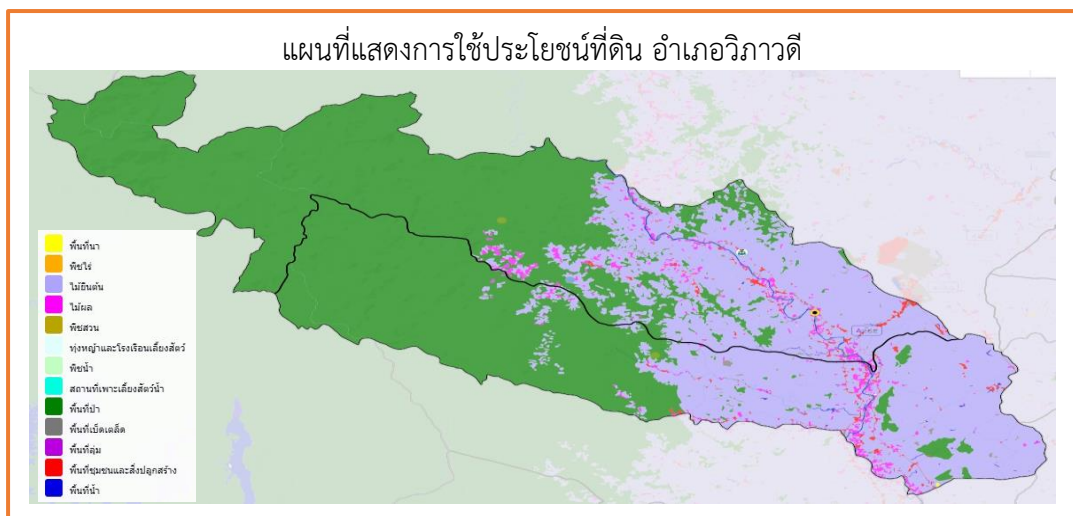 แผนที่แสดงการใช้ประโยชน์ที่ดิน อำเภอวิภาวดี
พื้นที่นา
พืชไร่
ไม้ยืนต้น
ไม้ผล
พืชสวน
ทุ่งหญ้าและโรงเรือนเลี้ยงสัตว์
พืชน้ำ
สถานที่เพาะเลี้ยงสัตว์น้ำ
พื้นที่ป่า
พื้นที่เบ็ดเตล็ด
พื้นที่ลุ่ม
พื้นที่ชุมชนและสิ่งปลูกสร้าง
พื้นที่น้ำ